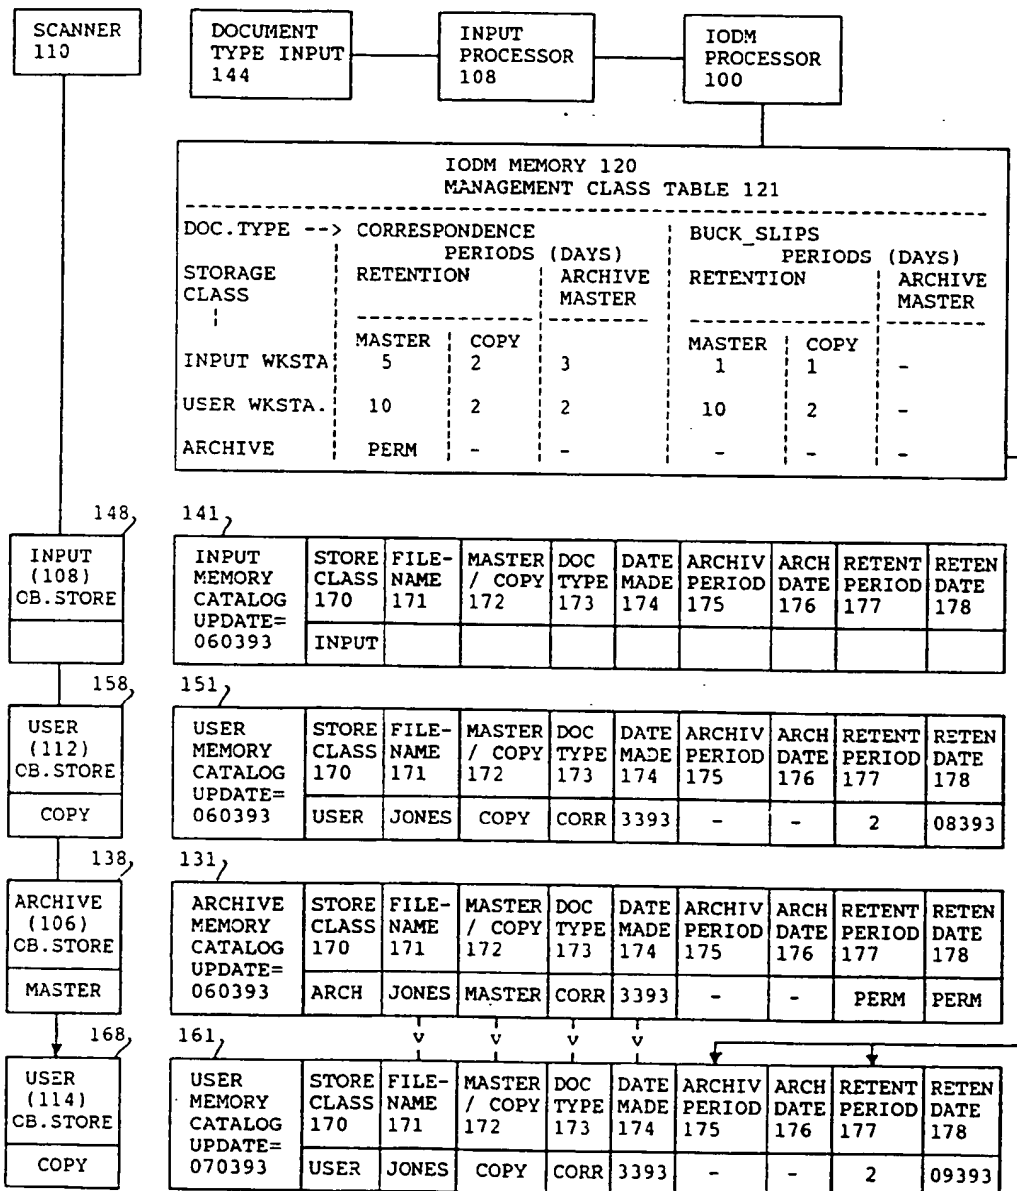 SCANNER
110
DOCUMENT
TYPE INPUT
144
INPUT
PROCESSOR
108
IODM
PROCESSOR
100
IODM MEMORY 120
MANAGEMENT CLASS TABLE 121
DOC.TYPE --> CORRESPONDENCE BUCK_SLIPS
PERIODS (DAYS) PERIODS (DAYS)
STORAGE RETENTION ARCHIVE RETENTION ARCHIVE
CLASS MASTER MASTER
MASTER COPY MASTER COPY
INPUT WKSTA 5 2 3 1 1 -
USER WKSTA. 10 2 2 10 2 -
ARCHIVE PERM - - - - -
148 141
INPUT
(108)
CB.STORE
INPUT
MEMORY
CATALOG
UPDATE=
060393
STORE FILE- MASTER DOC DATE ARCHIV ARCH RETENT RETEN
CLASS NAME / COPY TYPE MADE PERIOD DATE PERIOD DATE
170 171 172 173 174 175 176 177 178
INPUT
158 151
USER
(112)
CB.STORE
COPY
USER
MEMORY
CATALOG
UPDATE=
060393
STORE FILE- MASTER DOC DATE ARCHIV ARCH RETENT RETEN
CLASS NAME / COPY TYPE MADE PERIOD DATE PERIOD DATE
170 171 172 173 174 175 176 177 178
USER JONES COPY CORR 3393 - - 2 08393
138 131
ARCHIVE
(106)
CB.STORE
MASTER
ARCHIVE
MEMORY
CATALOG
UPDATE=
060393
STORE FILE- MASTER DOC DATE ARCHIV ARCH RETENT RETEN
CLASS NAME / COPY TYPE MADE PERIOD DATE PERIOD DATE
170 171 172 173 174 175 176 177 178
ARCH JONES MASTER CORR 3393 - - PERM PERM
v v v v
168 161
USER
(114)
CB.STORE
COPY
USER
MEMORY
CATALOG
UPDATE=
070393
STORE FILE- MASTER DOC DATE ARCHIV ARCH RETENT RETEN
CLASS NAME / COPY TYPE MADE PERIOD DATE PERIOD DATE
170 171 172 173 174 175 176 177 178
USER JONES COPY CORR 3393 - - 2 09393